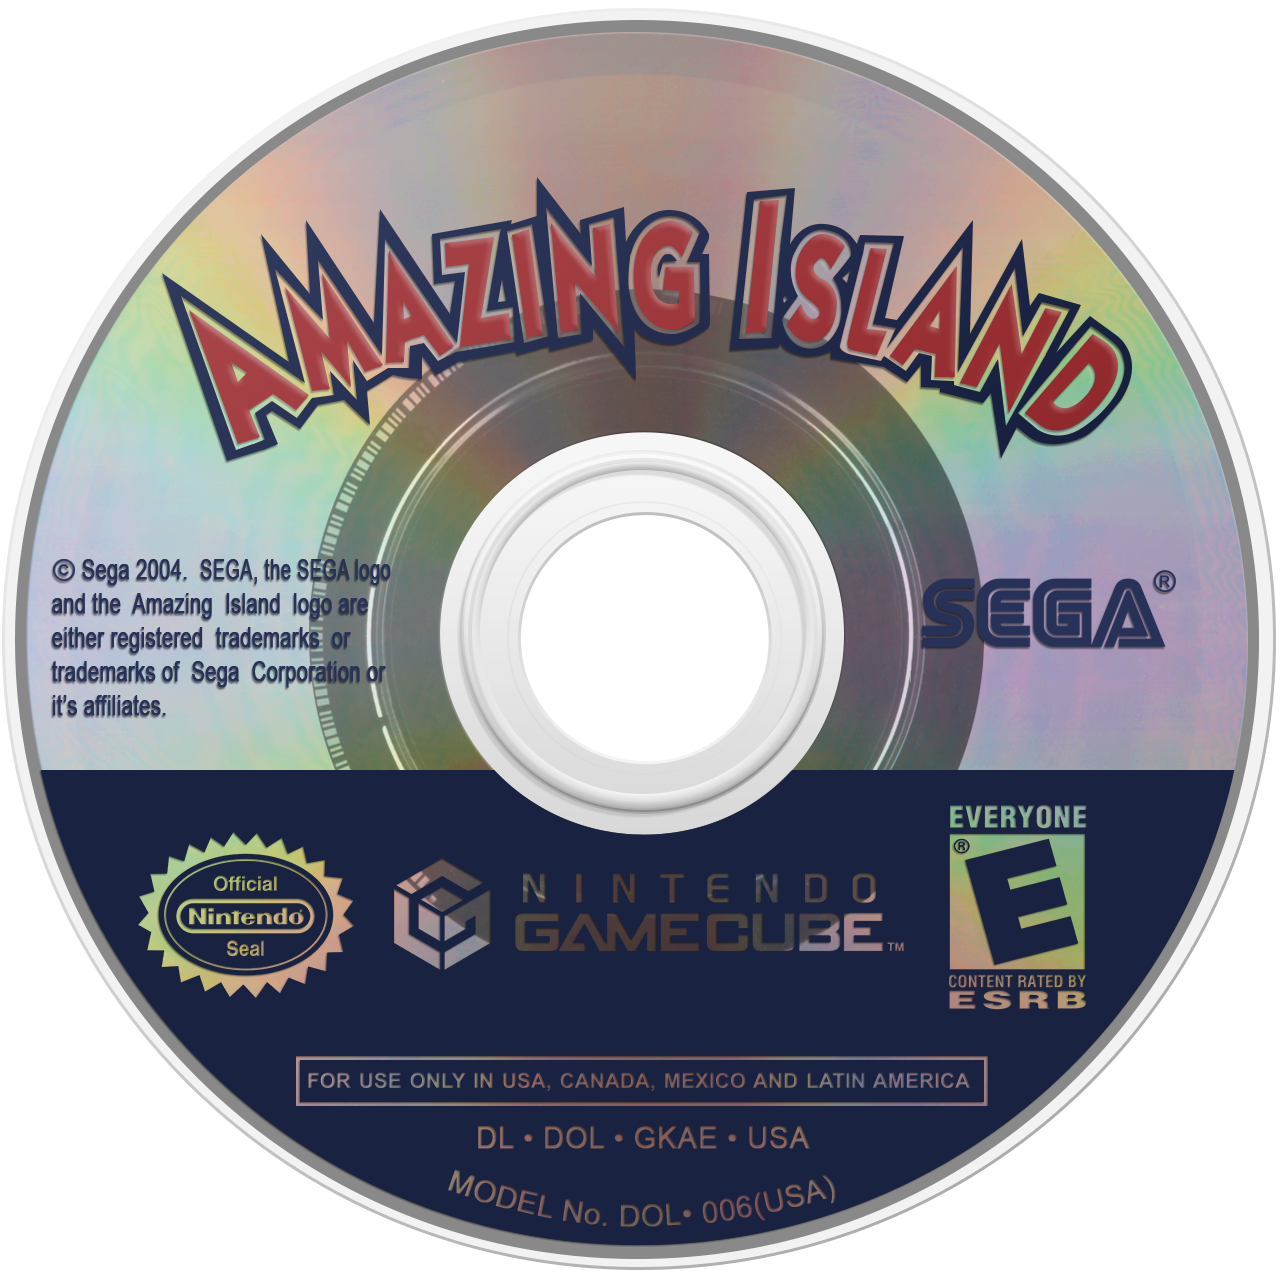 AMAZING ISLAND
© Sega 2004. SEGA, the SEGA logo
and the Amazing Island logo are
either registered trademarks or
trademarks of Sega Corporation or
it's affiliates.
SEGA®
Official
Nintendo®
Seal
NINTENDO
GAMECUBE™
EVERYONE
®
E
CONTENT RATED BY
ESRB
FOR USE ONLY IN USA, CANADA, MEXICO AND LATIN AMERICA
DL • DOL • GKAE • USA
MODEL No. DOL• 006(USA)